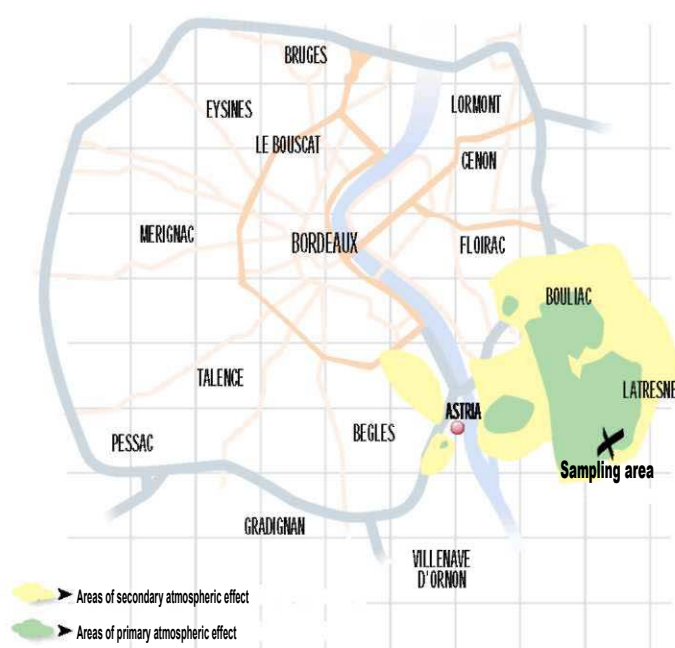 BRUGES
EYSINES
LORMONT
LE BOUSCAT
CENON
MERIGNAC
BORDEAUX
FLOIRAC
BOULIAC
TALENCE
LATRESNE
ASTRIA
BEGLES
PESSAC
Sampling area
GRADIGNAN
VILLENAVE
D'ORNON
Areas of secondary atmospheric effect
Areas of primary atmospheric effect